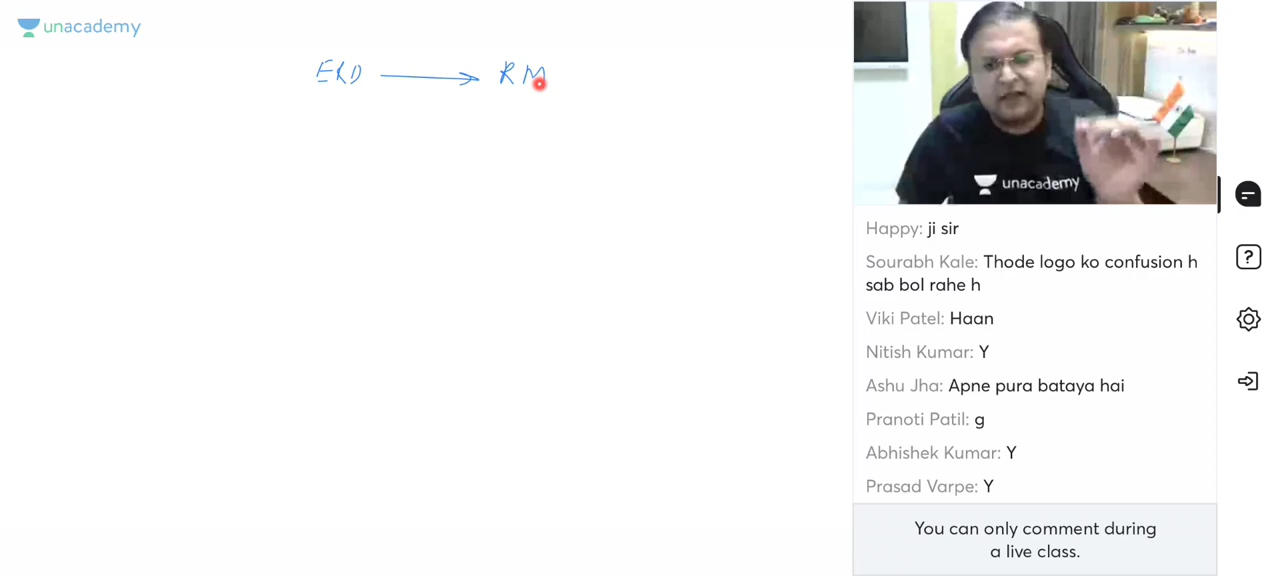 unacademy
ERD → RM
unacademy
Happy: ji sir
Sourabh Kale: Thode logo ko confusion h
sab bol rahe h
Viki Patel: Haan
Nitish Kumar: Y
Ashu Jha: Apne pura bataya hai
Pranoti Patil: g
Abhishek Kumar: Y
Prasad Varpe: Y
You can only comment during
a live class.
?